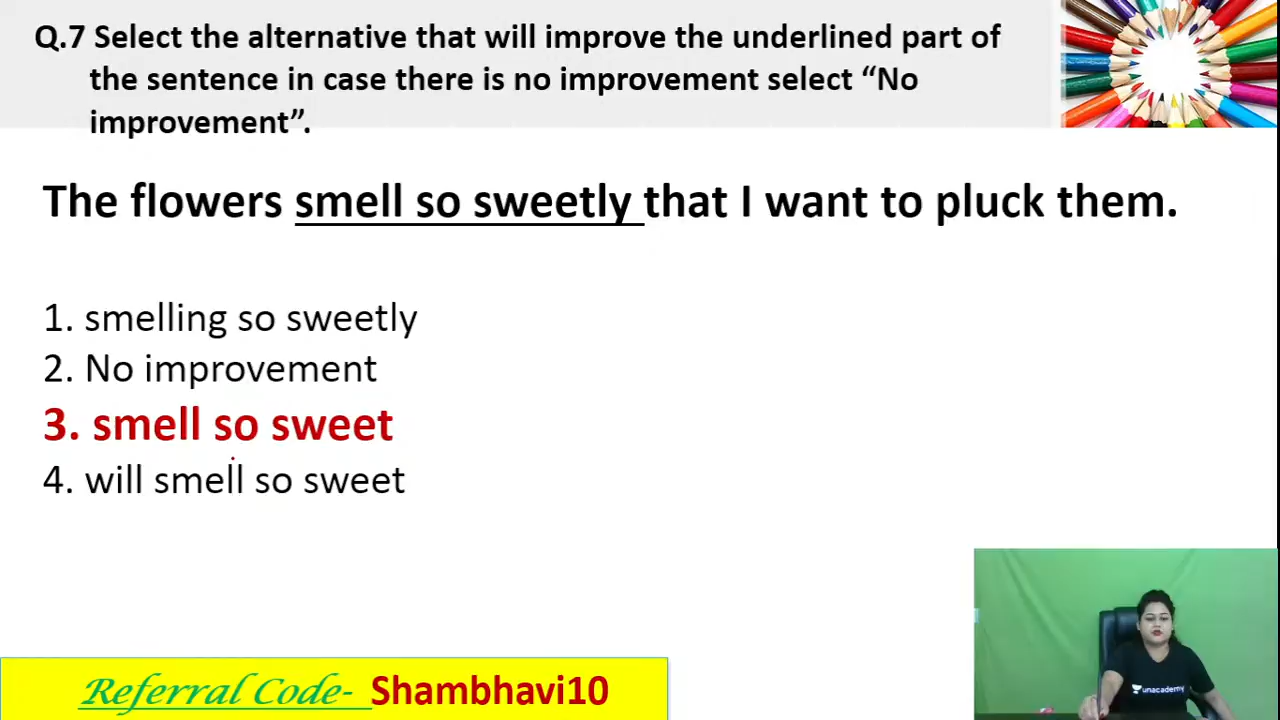 Q.7 Select the alternative that will improve the underlined part of
the sentence in case there is no improvement select “No
improvement”.
The flowers smell so sweetly that I want to pluck them.
1. smelling so sweetly
2. No improvement
3. smell so sweet
4. will smell so sweet
unacademy
Referral Code- Shambhavi10